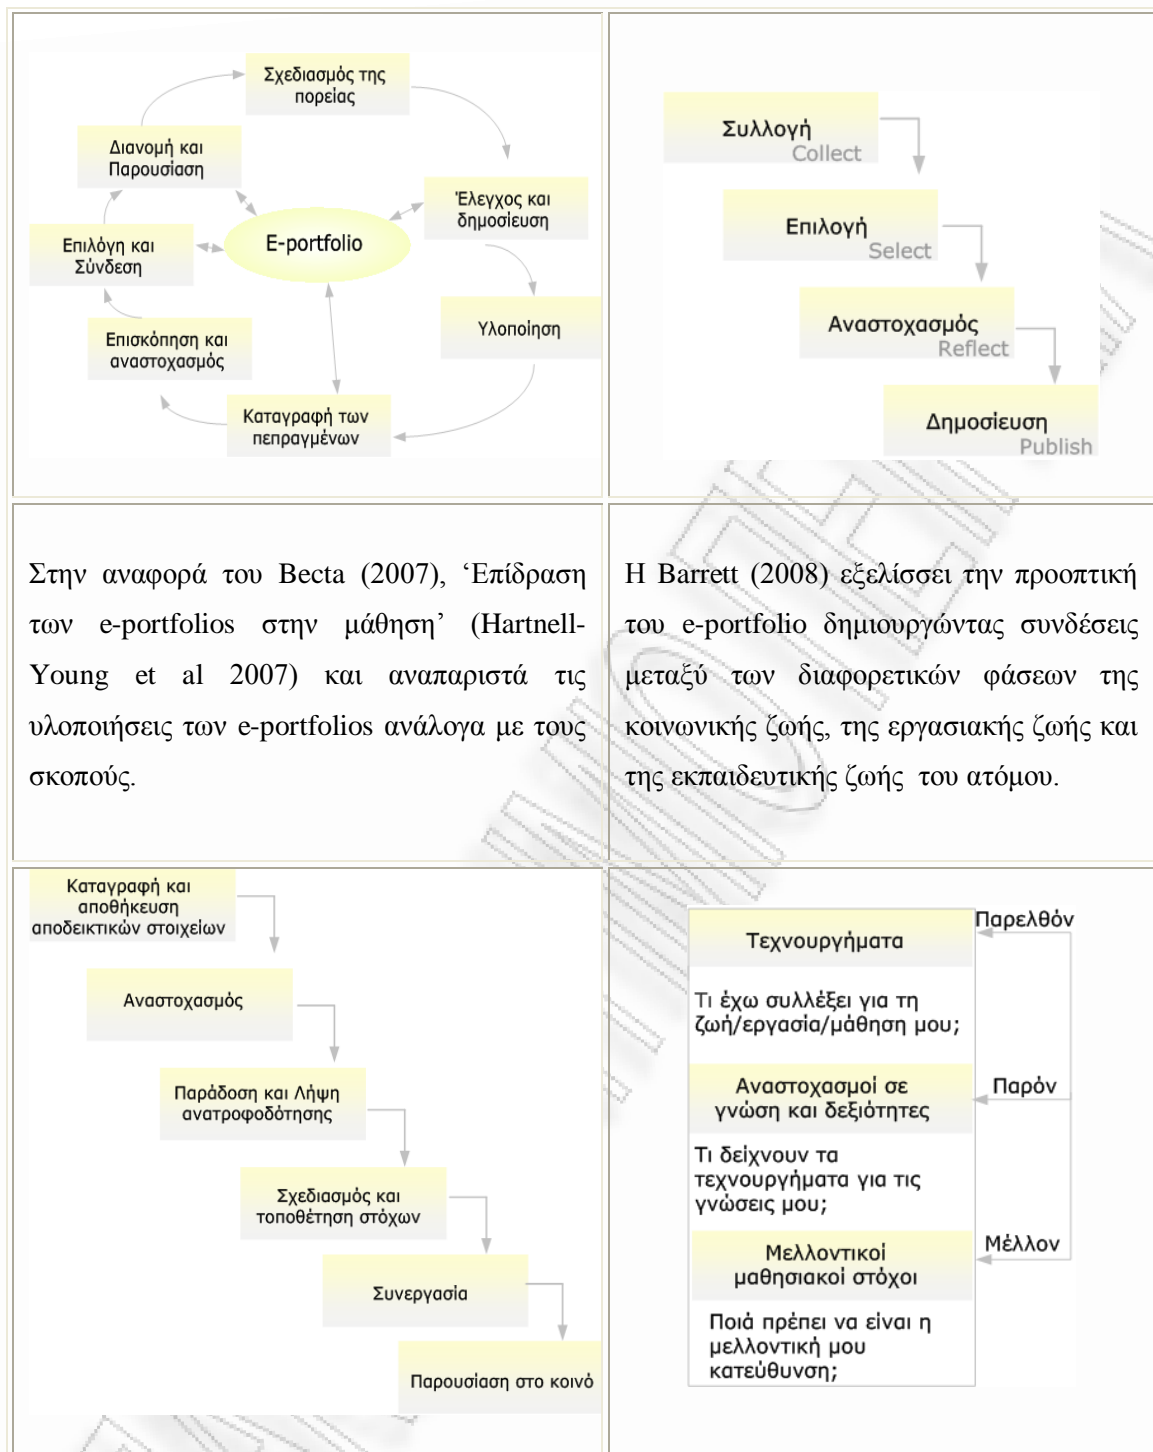 Σχεδιασμός της
πορείας
Διανομή και
Παρουσίαση
Έλεγχος και
δημοσίευση
E-portfolio
Επιλόγη και
Σύνδεση
Υλοποίηση
Επισκόπηση και
αναστοχασμός
Καταγραφή των
πεπραγμένων
Συλλογή
Collect
Επιλογή
Select
Αναστοχασμός
Reflect
Δημοσίευση
Publish
Στην αναφορά του Becta (2007), ‘Επίδραση
των e-portfolios στην μάθηση’ (Hartnell-
Young et al 2007) και αναπαριστά τις
υλοποιήσεις των e-portfolios ανάλογα με τους
σκοπούς.
Η Barrett (2008) εξελίσσει την προοπτική
του e-portfolio δημιουργώντας συνδέσεις
μεταξύ των διαφορετικών φάσεων της
κοινωνικής ζωής, της εργασιακής ζωής και
της εκπαιδευτικής ζωής του ατόμου.
Καταγραφή και
αποθήκευση
αποδεικτικών στοιχείων
Αναστοχασμός
Παράδοση και Λήψη
ανατροφοδότησης
Σχεδιασμός και
τοποθέτηση στόχων
Συνεργασία
Παρουσίαση στο κοινό
Παρελθόν
Τεχνουργήματα
Τι έχω συλλέξει για τη
ζωή/εργασία/μάθηση μου;
Αναστοχασμοί σε
γνώση και δεξιότητες
Παρόν
Τι δείχνουν τα
τεχνουργήματα για τις
γνώσεις μου;
Μέλλον
Μελλοντικοί
μαθησιακοί στόχοι
Ποιά πρέπει να είναι η
μελλοντική μου
κατεύθυνση;